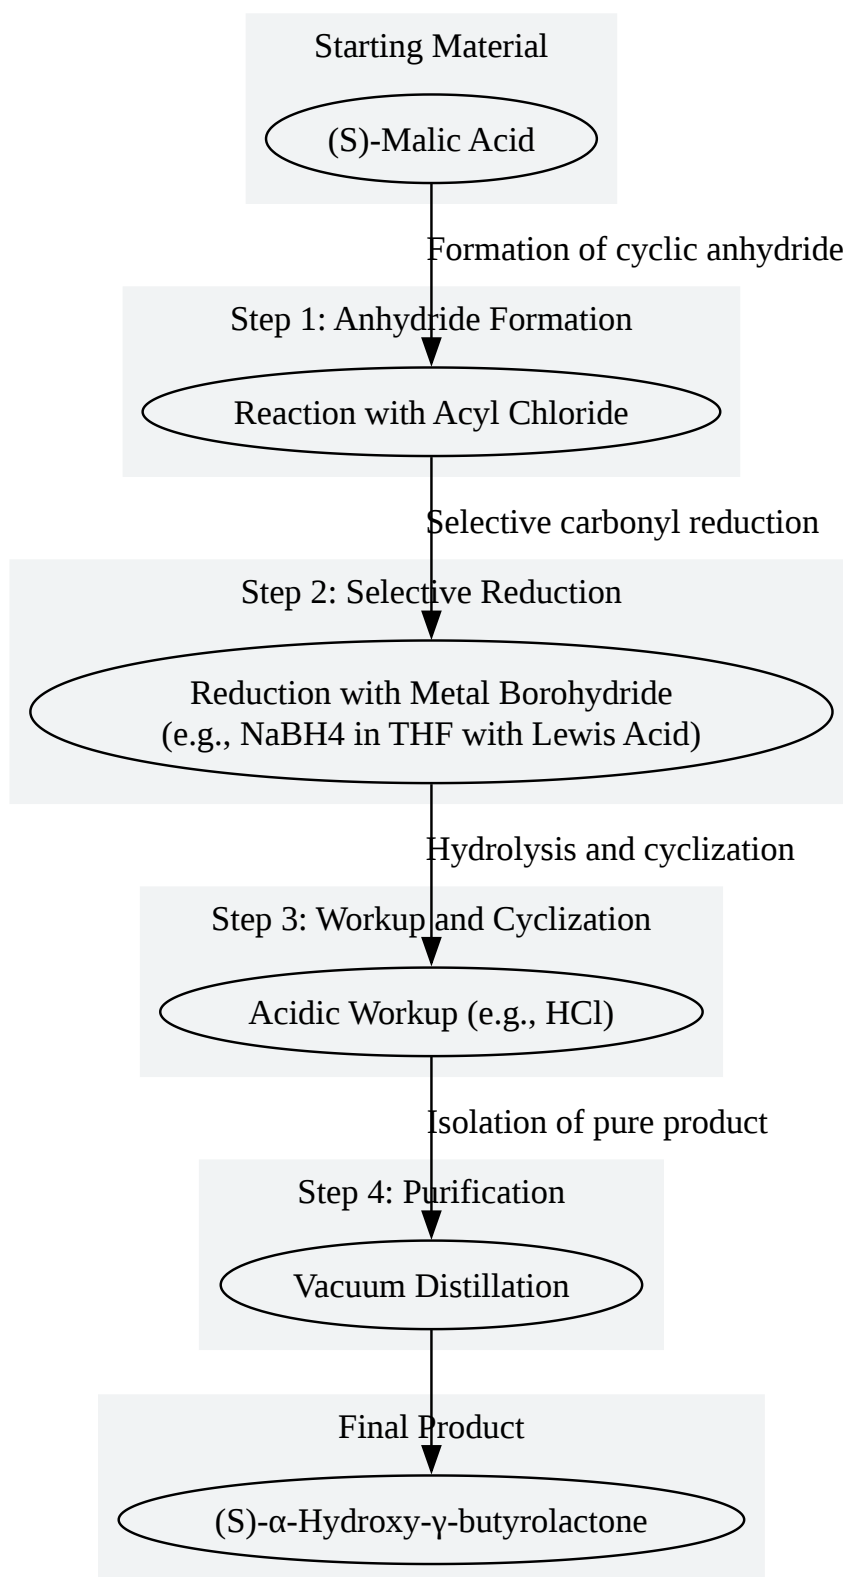 Starting Material
(S)-Malic Acid
Formation of cyclic anhydride
Step 1: Anhydride Formation
Reaction with Acyl Chloride
Selective carbonyl reduction
Step 2: Selective Reduction
Reduction with Metal Borohydride
(e.g., NaBH4 in THF with Lewis Acid)
Hydrolysis and cyclization
Step 3: Workup and Cyclization
Acidic Workup (e.g., HCl)
Isolation of pure product
Step 4: Purification
Vacuum Distillation
Final Product
(S)-α-Hydroxy-γ-butyrolactone